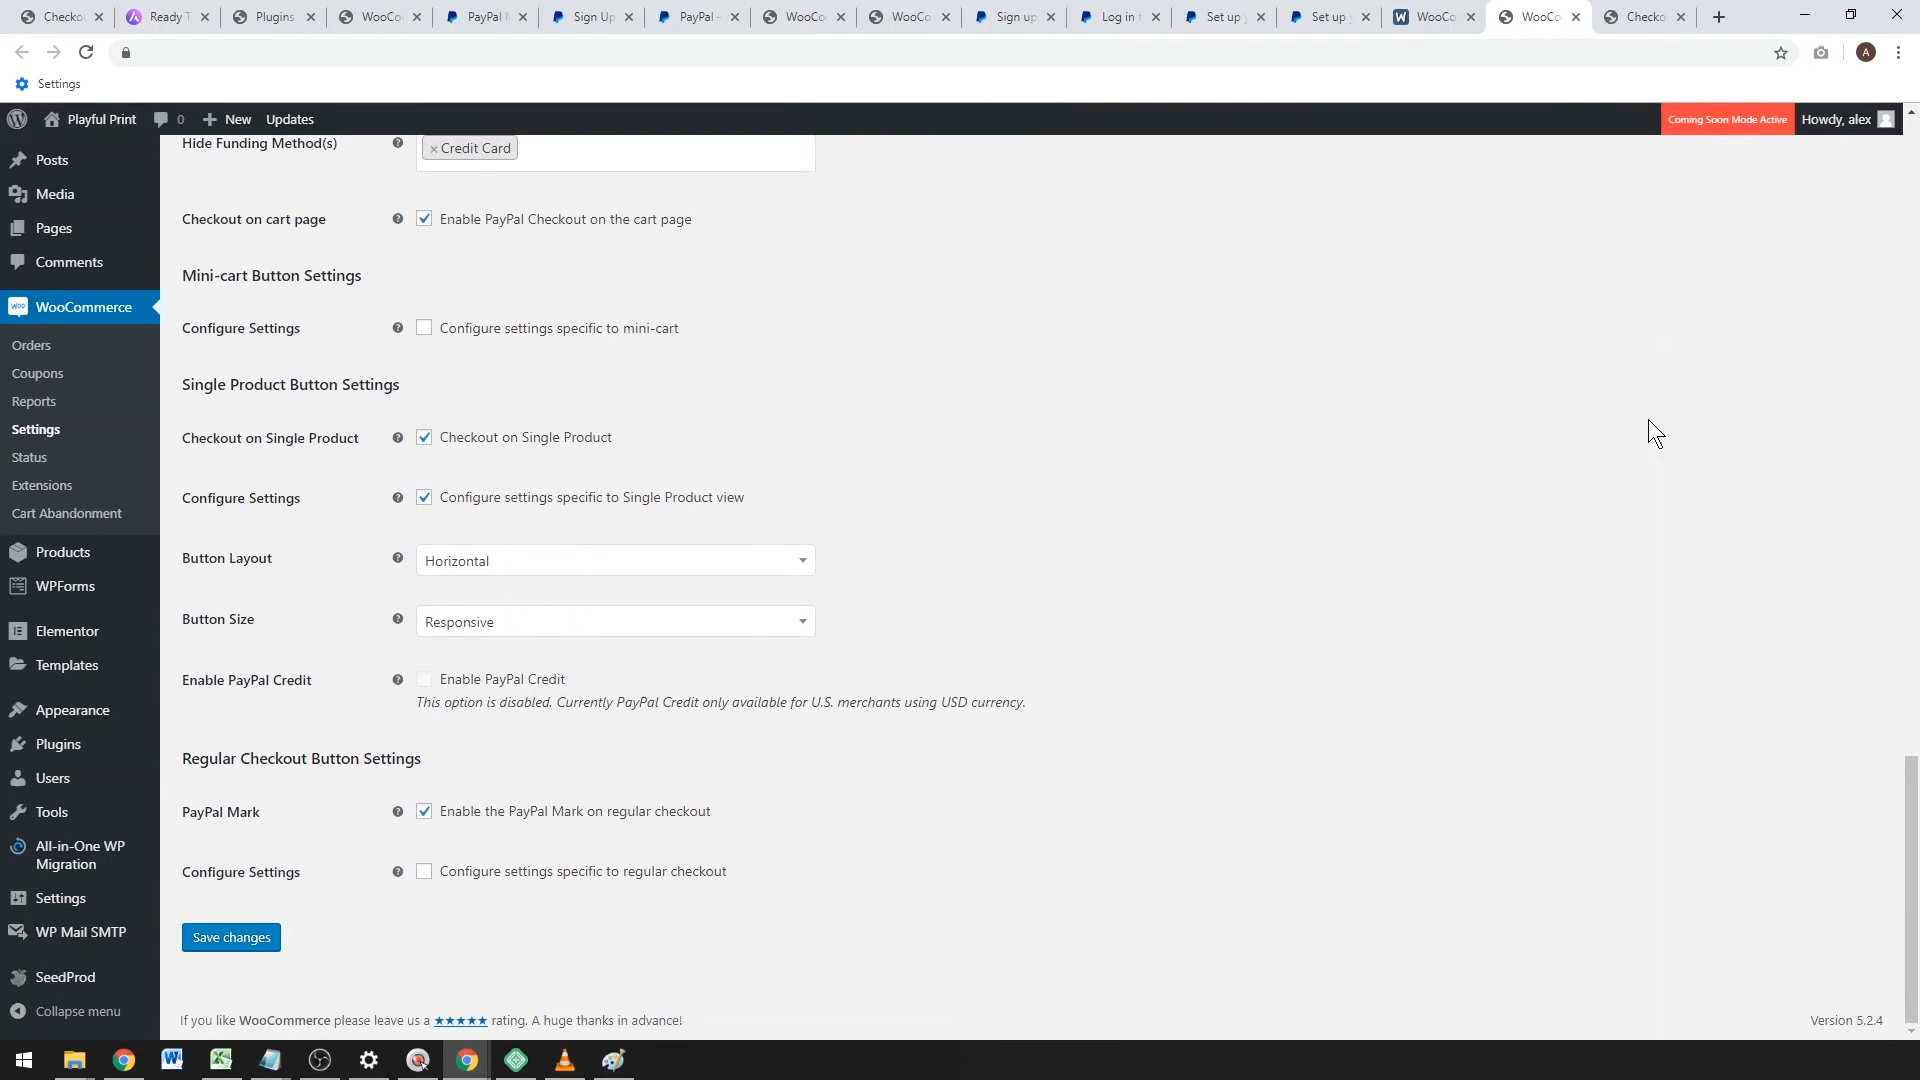 Checko
Ready T
Plugins
WooCo
PayPal
Sign Up
PayPal -
WooCo
WooCo
Sign up
Log in t
Set up
Set up
WooCo
WooCo
Checko
A
Settings
Playful Print
0
New
Updates
Coming Soon Mode Active
Howdy, alex
Posts
Media
Pages
Comments
WooCommerce
Orders
Coupons
Reports
Settings
Status
Extensions
Cart Abandonment
Products
WPForms
Elementor
Templates
Appearance
Plugins
Users
Tools
All-in-One WP
Migration
Settings
WP Mail SMTP
SeedProd
Collapse menu
Hide Funding Method(s)
× Credit Card
Checkout on cart page
Enable PayPal Checkout on the cart page
Mini-cart Button Settings
Configure Settings
Configure settings specific to mini-cart
Single Product Button Settings
Checkout on Single Product
Checkout on Single Product
Configure Settings
Configure settings specific to Single Product view
Button Layout
Horizontal
Button Size
Responsive
Enable PayPal Credit
Enable PayPal Credit
This option is disabled. Currently PayPal Credit only available for U.S. merchants using USD currency.
Regular Checkout Button Settings
PayPal Mark
Enable the PayPal Mark on regular checkout
Configure Settings
Configure settings specific to regular checkout
Save changes
If you like WooCommerce please leave us a ★★★★★ rating. A huge thanks in advance!
Version 5.2.4